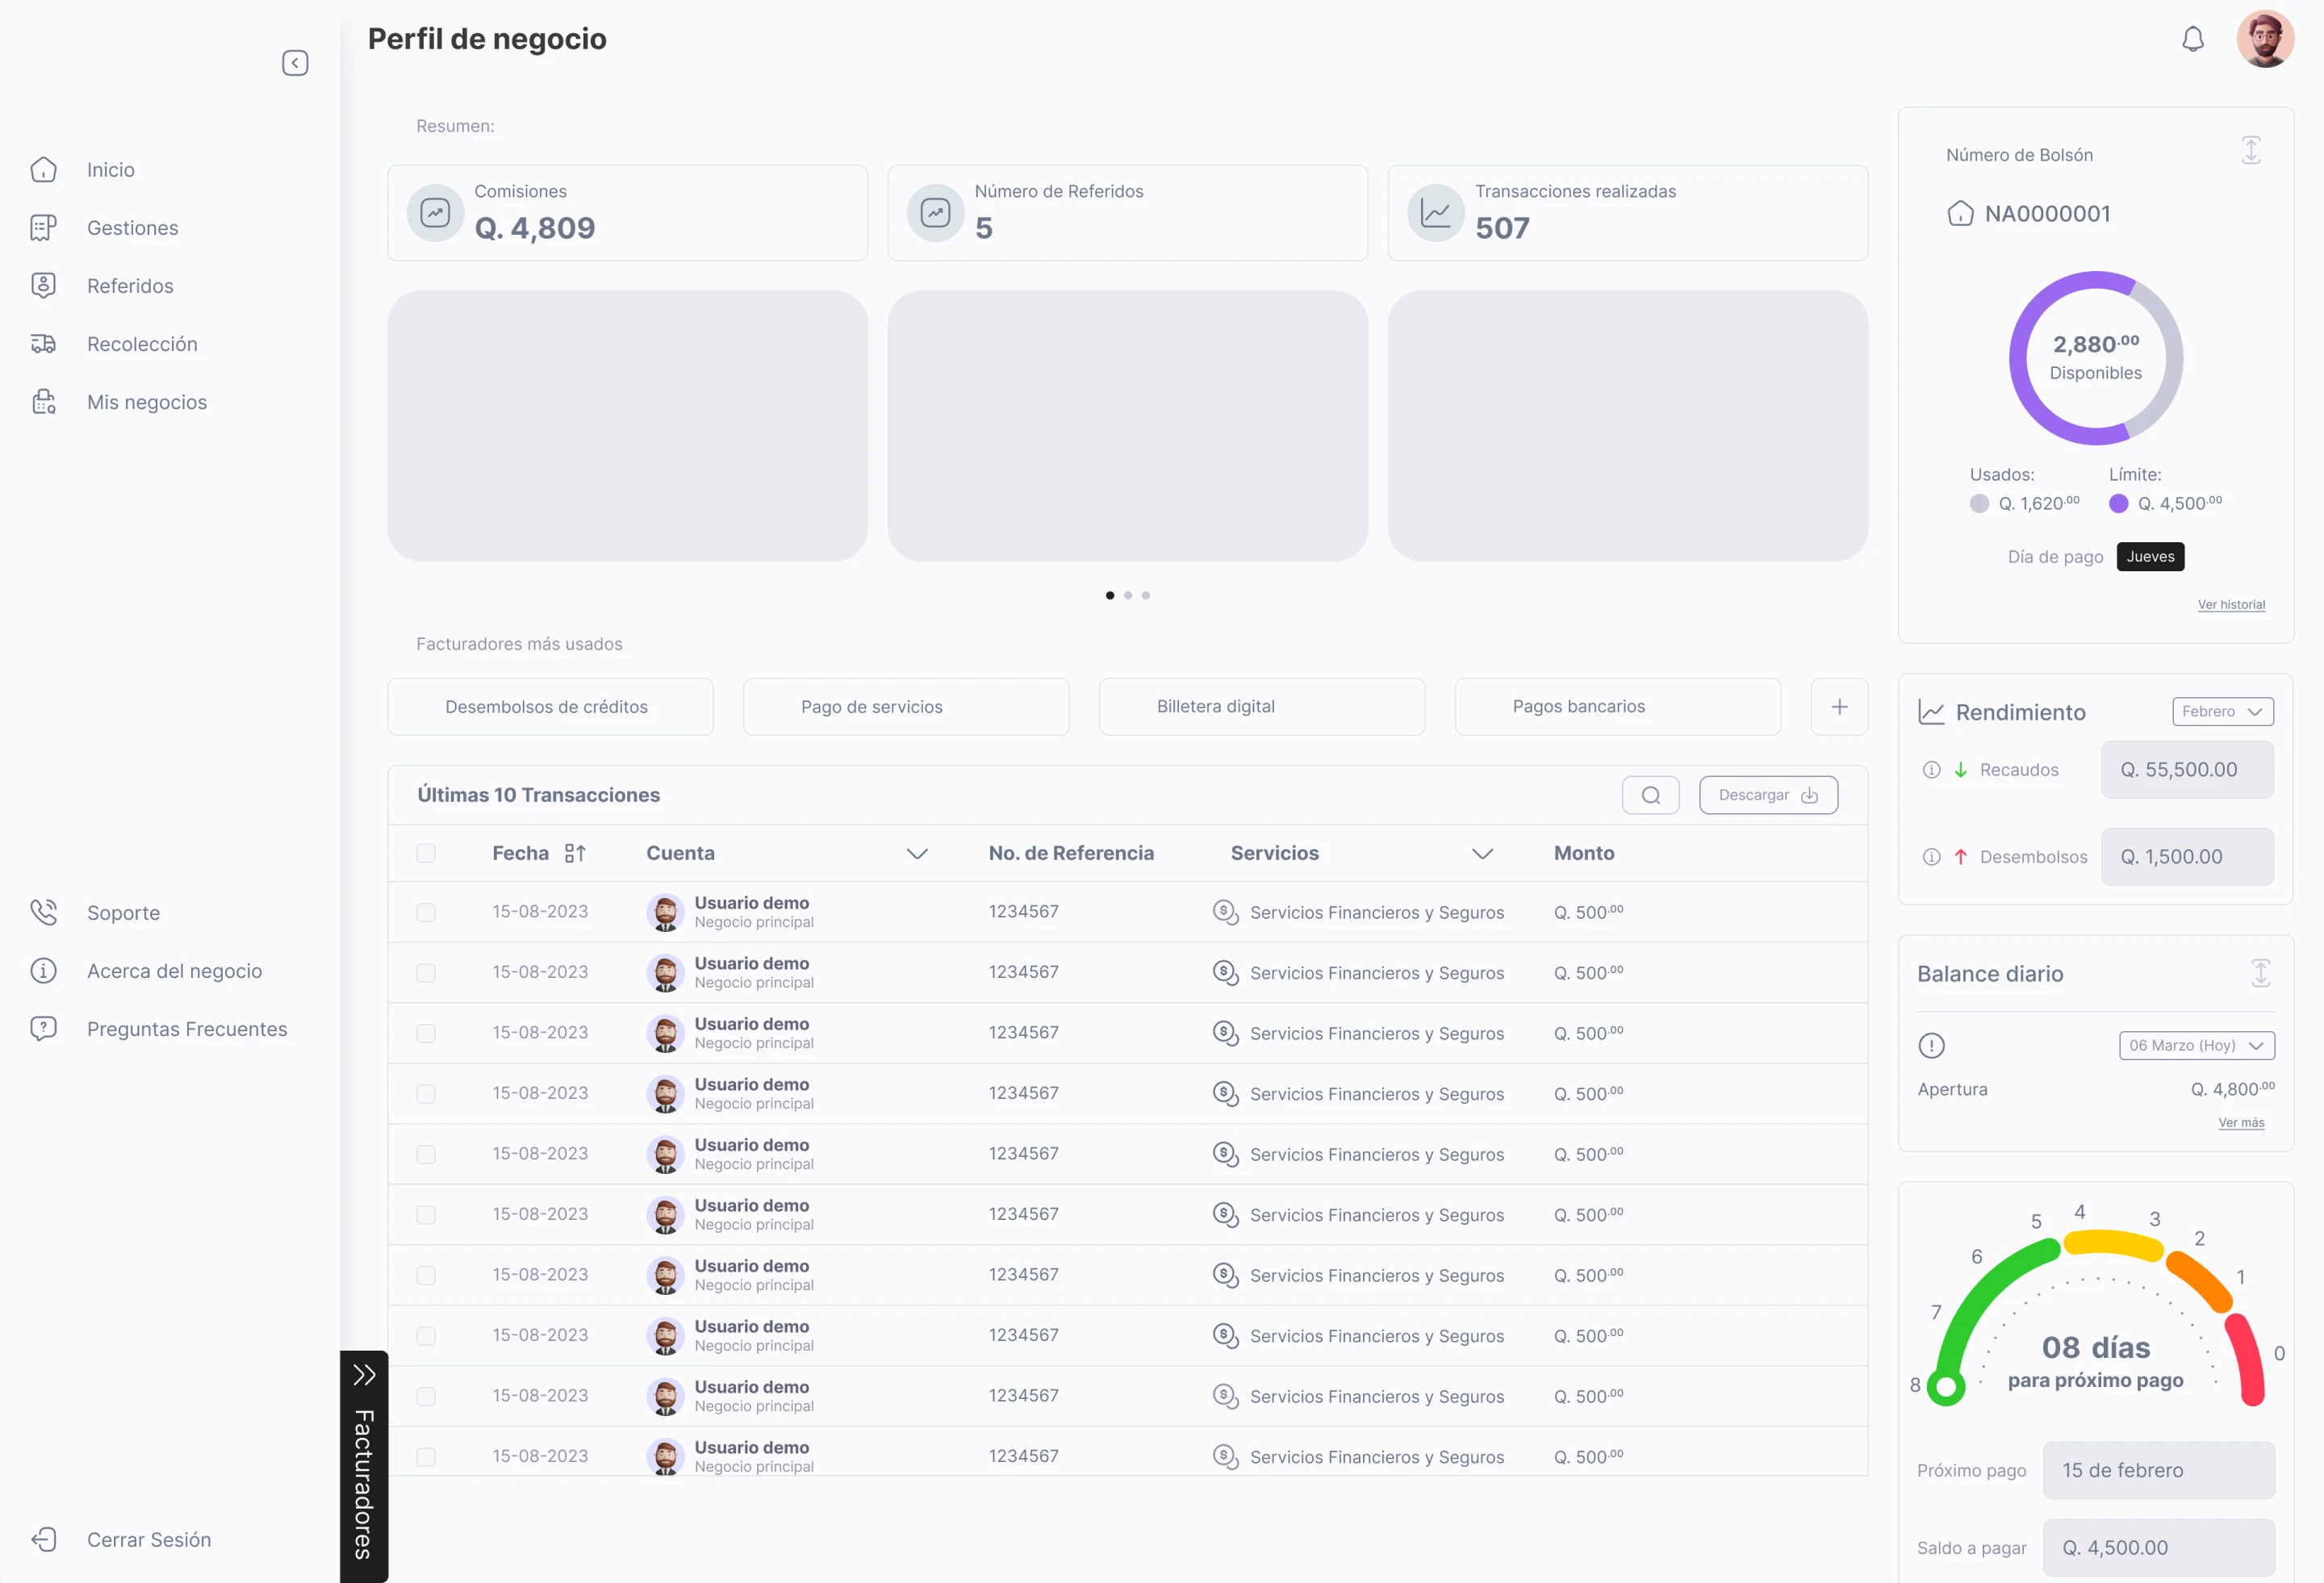 Perfil de negocio
Inicio
Gestiones
Referidos
Recolección
Mis negocios
Soporte
Acerca del negocio
Preguntas Frecuentes
Cerrar Sesión
Facturadores
Resumen:
Comisiones
Q. 4,809
Número de Referidos
5
Transacciones realizadas
507
Facturadores más usados
Desembolsos de créditos
Pago de servicios
Billetera digital
Pagos bancarios
Últimas 10 Transacciones
Descargar
Fecha Cuenta No. de Referencia Servicios Monto
15-08-2023 Usuario demo 1234567 Servicios Financieros y Seguros Q. 500.00
Negocio principal
15-08-2023 Usuario demo 1234567 Servicios Financieros y Seguros Q. 500.00
Negocio principal
15-08-2023 Usuario demo 1234567 Servicios Financieros y Seguros Q. 500.00
Negocio principal
15-08-2023 Usuario demo 1234567 Servicios Financieros y Seguros Q. 500.00
Negocio principal
15-08-2023 Usuario demo 1234567 Servicios Financieros y Seguros Q. 500.00
Negocio principal
15-08-2023 Usuario demo 1234567 Servicios Financieros y Seguros Q. 500.00
Negocio principal
15-08-2023 Usuario demo 1234567 Servicios Financieros y Seguros Q. 500.00
Negocio principal
15-08-2023 Usuario demo 1234567 Servicios Financieros y Seguros Q. 500.00
Negocio principal
15-08-2023 Usuario demo 1234567 Servicios Financieros y Seguros Q. 500.00
Negocio principal
15-08-2023 Usuario demo 1234567 Servicios Financieros y Seguros Q. 500.00
Negocio principal
Número de Bolsón
NA0000001
2,880.00
Disponibles
Usados: Límite:
Q. 1,620.00 Q. 4,500.00
Día de pago Jueves
Ver historial
Rendimiento Febrero
Recaudos Q. 55,500.00
Desembolsos Q. 1,500.00
Balance diario
06 Marzo (Hoy)
Apertura Q. 4,800.00
Ver más
8 7 6 5 4 3 2 1 0
08 días
para próximo pago
Próximo pago 15 de febrero
Saldo a pagar Q. 4,500.00